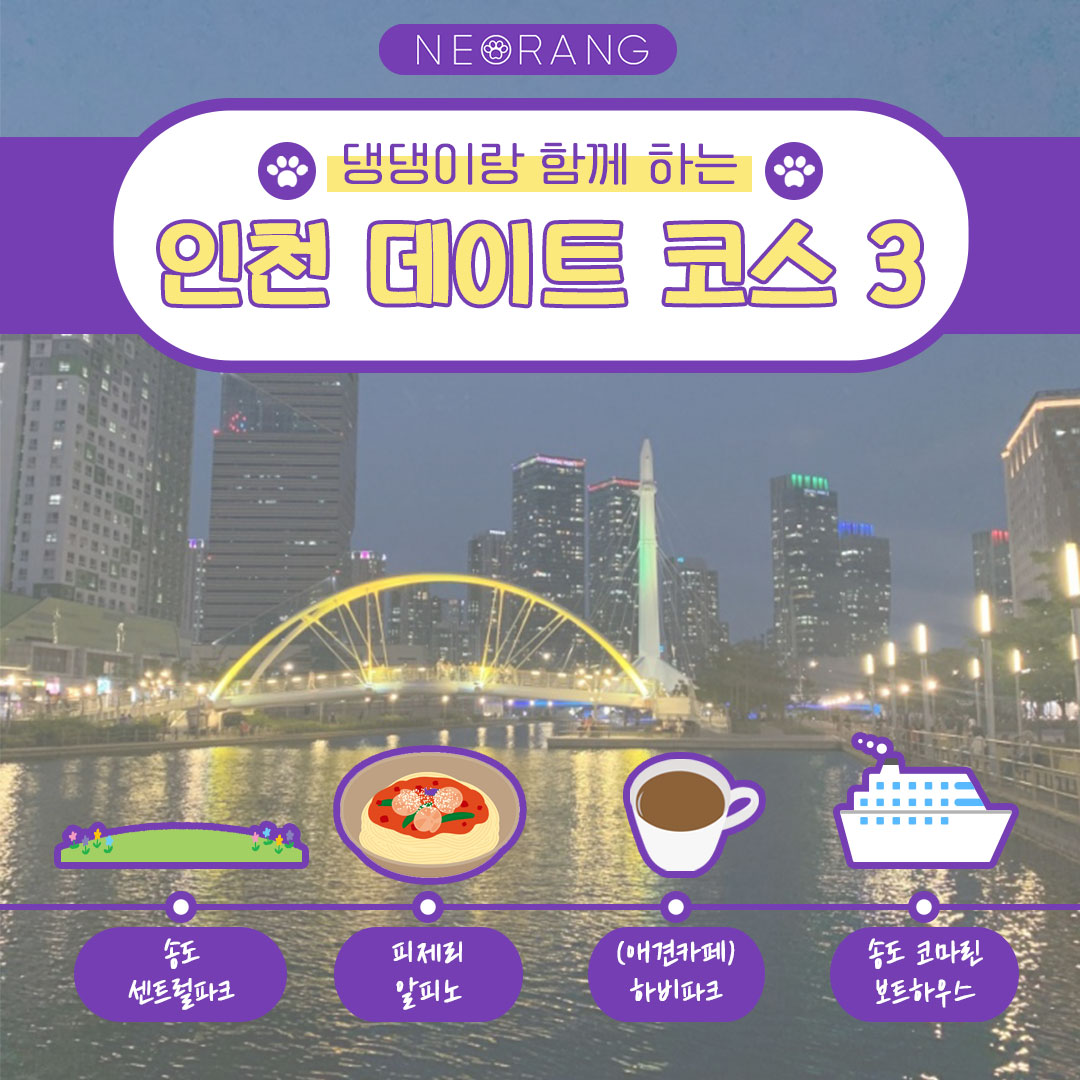 NEORANG
댕댕이랑 함께 하는
인천 데이트 코스 3
송도
센트럴파크
피제리
알피노
(애견카페)
하비파크
송도 코마린
보트하우스